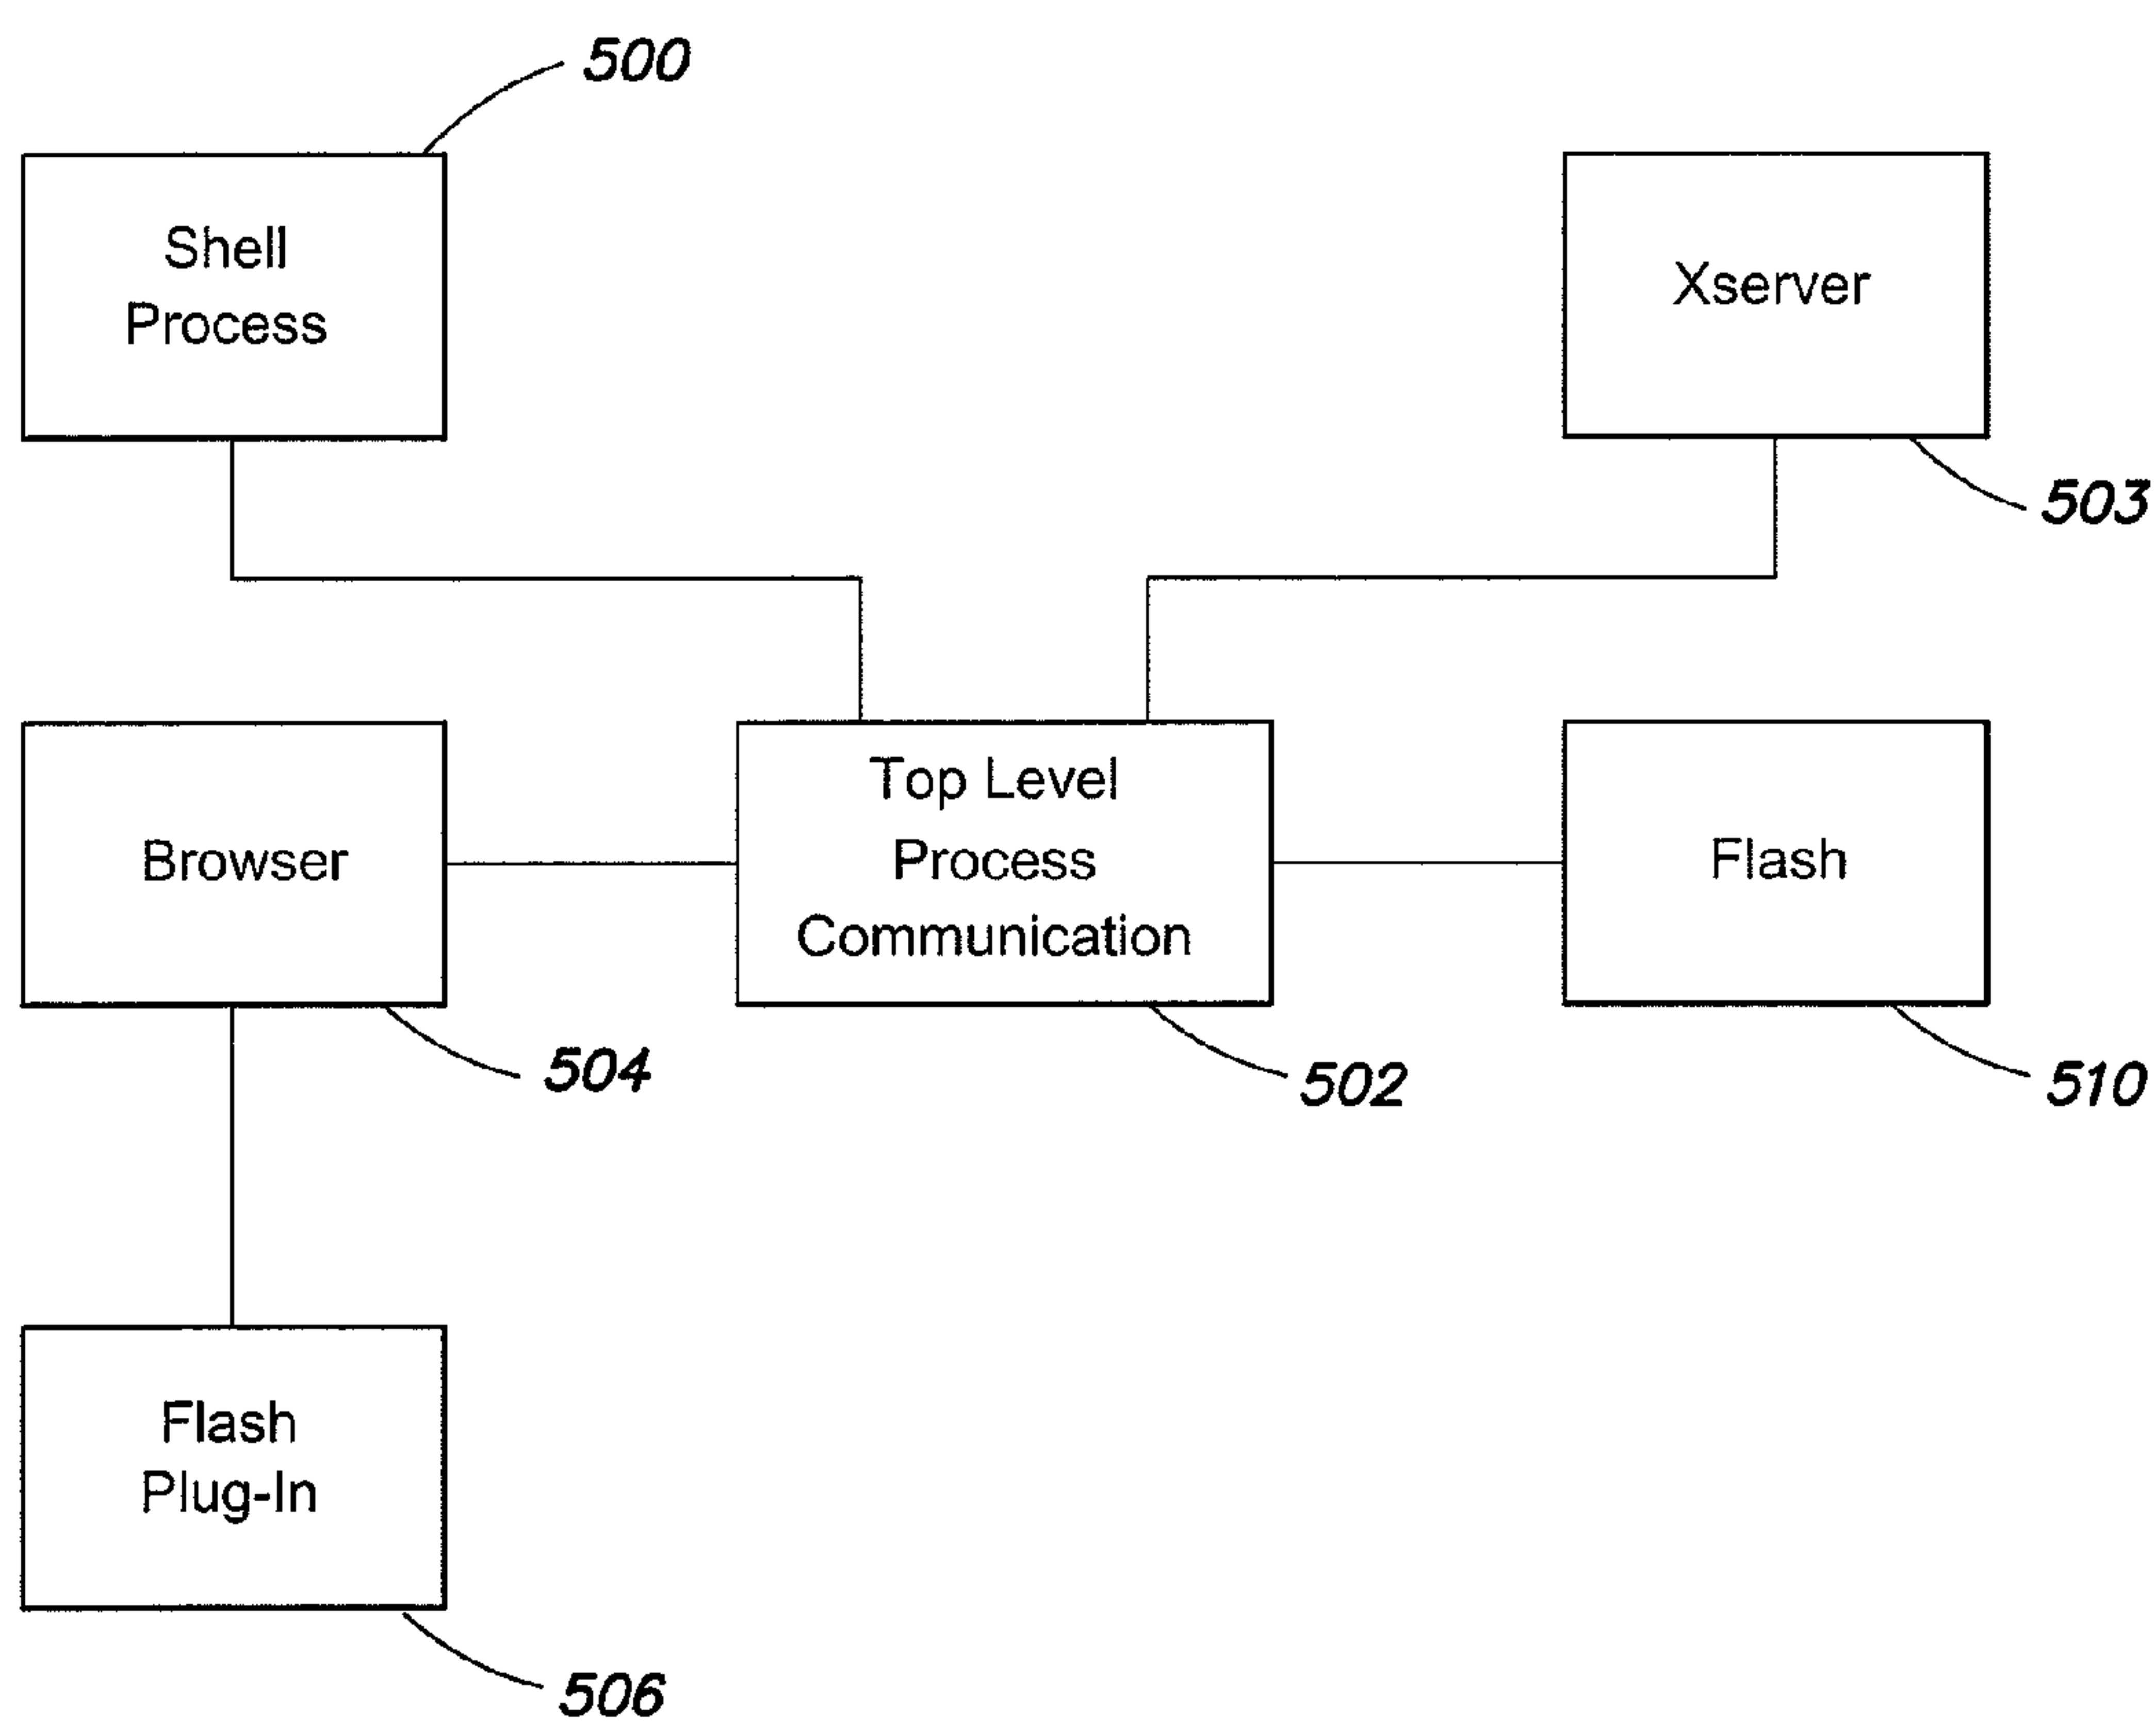 500
Shell
Process
Xserver
503
Browser
504
Top Level
Process
Communication
502
Flash
510
Flash
Plug-In
506